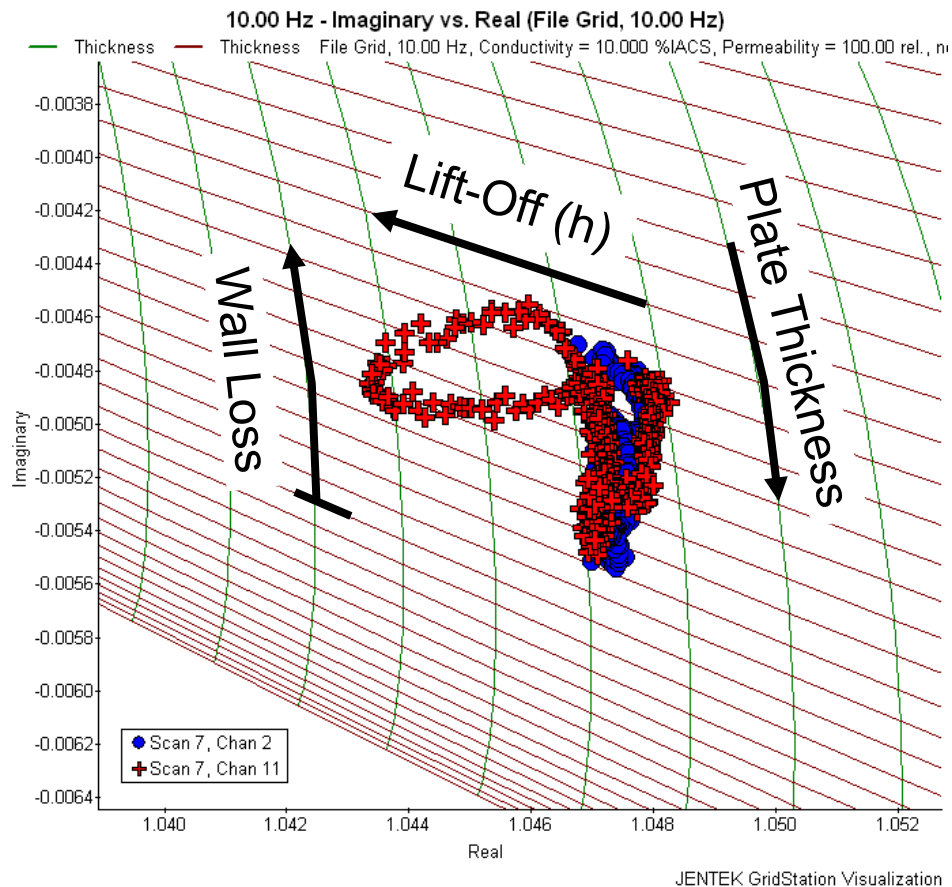 10.00 Hz - Imaginary vs. Real (File Grid, 10.00 Hz)
Thickness Thickness File Grid, 10.00 Hz, Conductivity = 10.000 %IACS, Permeability = 100.00 rel.,
Lift-Off (h)
Plate Thickness
Wall Loss
Imaginary
-0.0038
-0.0040
-0.0042
-0.0044
-0.0046
-0.0048
-0.0050
-0.0052
-0.0054
-0.0056
-0.0058
-0.0060
-0.0062
-0.0064
Scan 7, Chan 2
Scan 7, Chan 11
1.040 1.042 1.044 1.046 1.048 1.050 1.052
Real
JENTEK GridStation Visualization